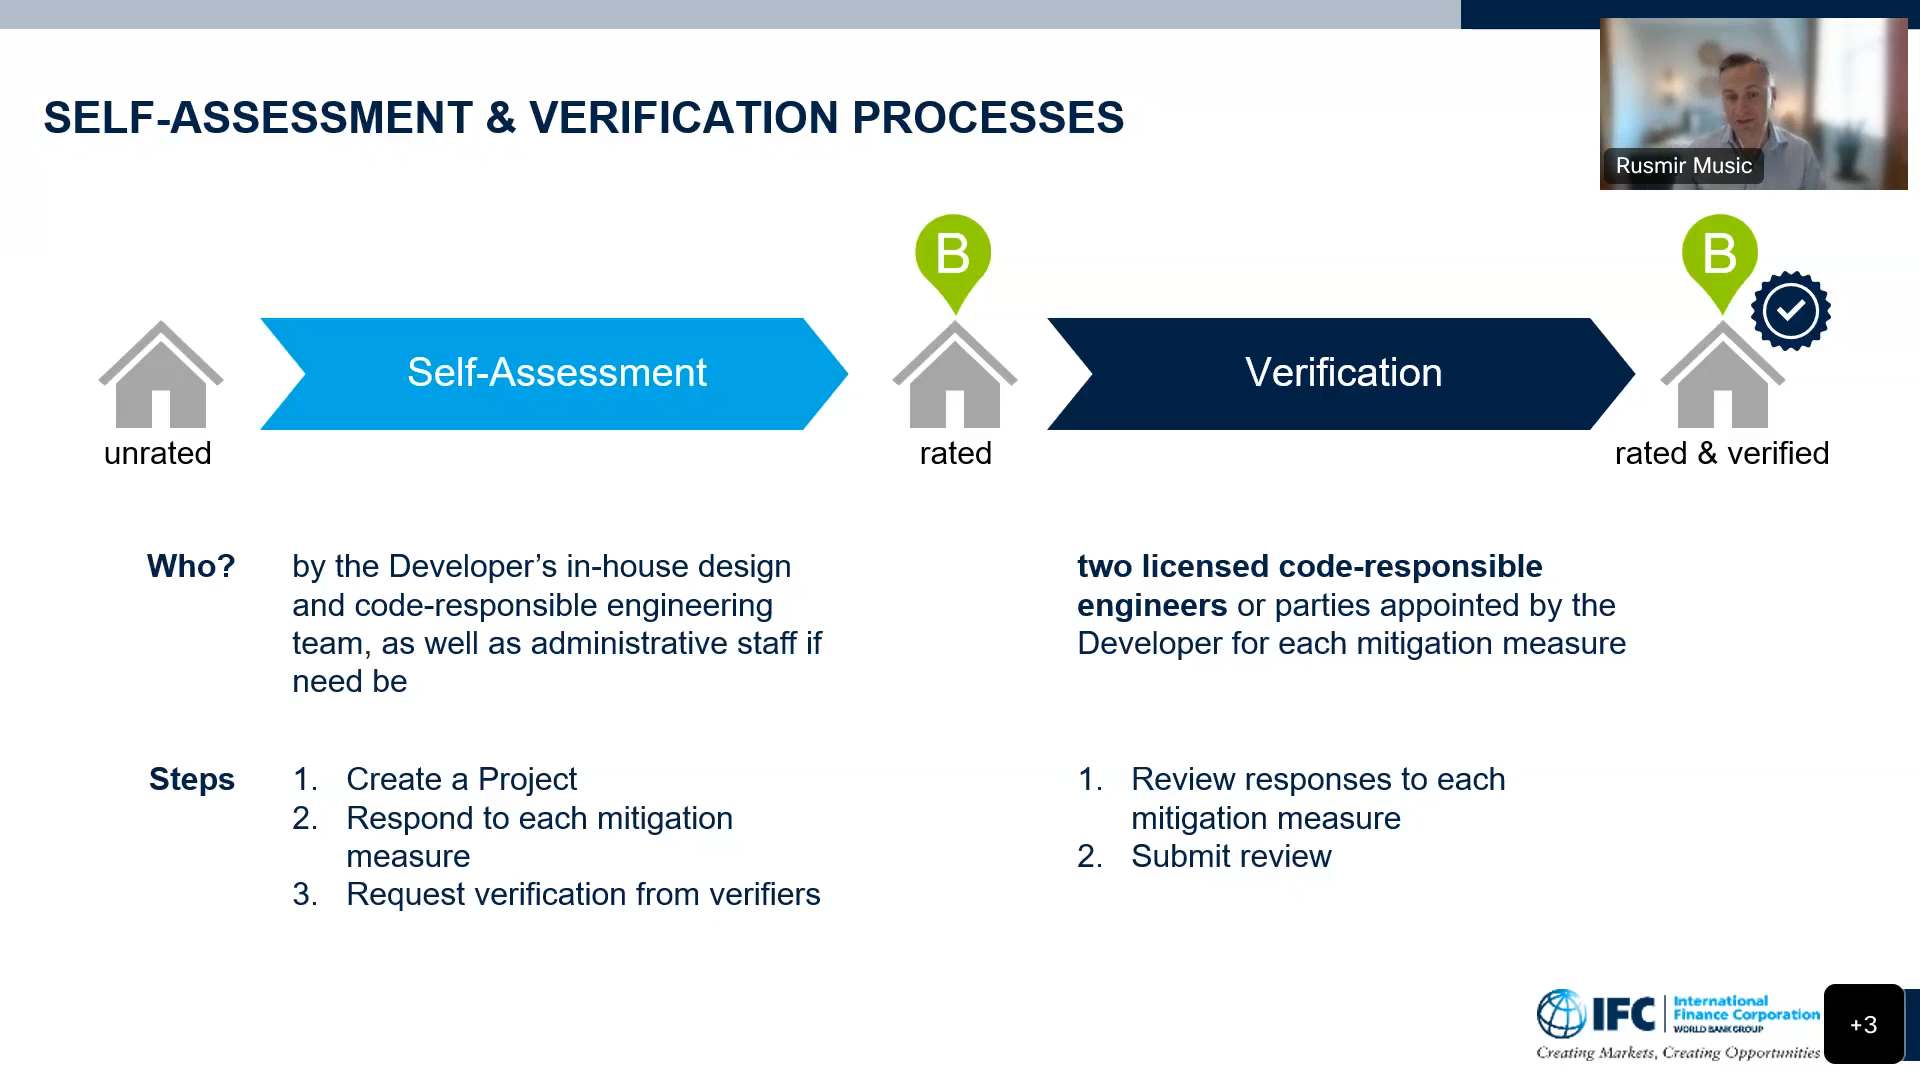 SELF-ASSESSMENT & VERIFICATION PROCESSES
Rusmir Music
B
B
Self-Assessment
Verification
unrated
rated
rated & verified
Who?
by the Developer’s in-house design
and code-responsible engineering
team, as well as administrative staff if
need be
two licensed code-responsible
engineers or parties appointed by the
Developer for each mitigation measure
Steps
1. Create a Project
2. Respond to each mitigation
measure
3. Request verification from verifiers
1. Review responses to each
mitigation measure
2. Submit review
IFC
International
Finance Corporation
WORLD BANK GROUP
Creating Markets, Creating Opportunities
+3